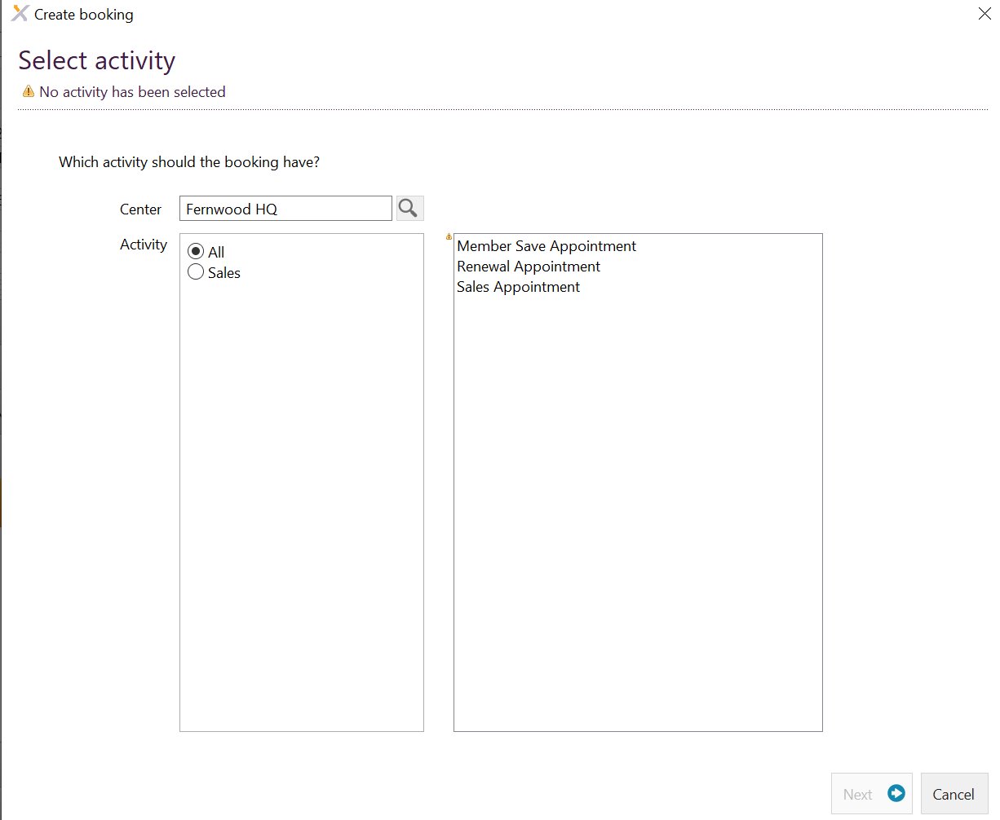 Create booking
Select activity
No activity has been selected
Which activity should the booking have?
Center Fernwood HQ
Activity
All
Sales
Member Save Appointment
Renewal Appointment
Sales Appointment
Next
Cancel